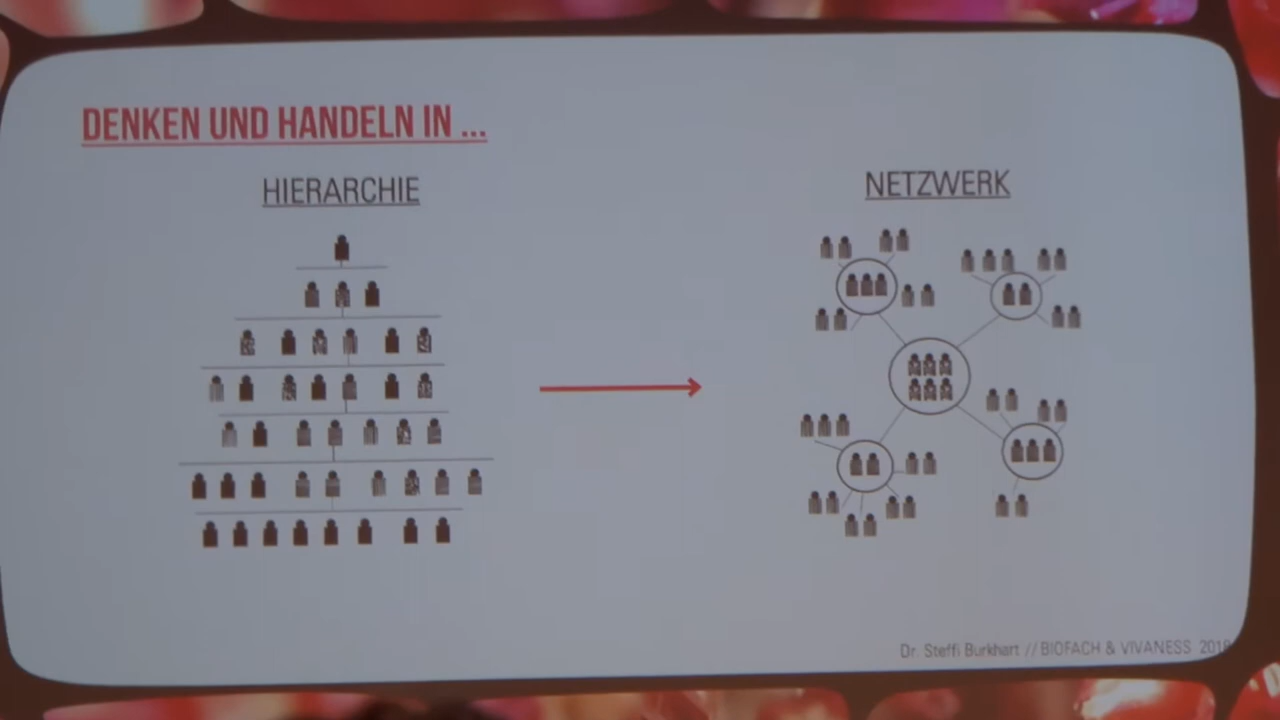 DENKEN UND HANDELN IN ...
HIERARCHIE
NETZWERK
Dr. Steffi Burkhart // BIOFACH & VIVANESS